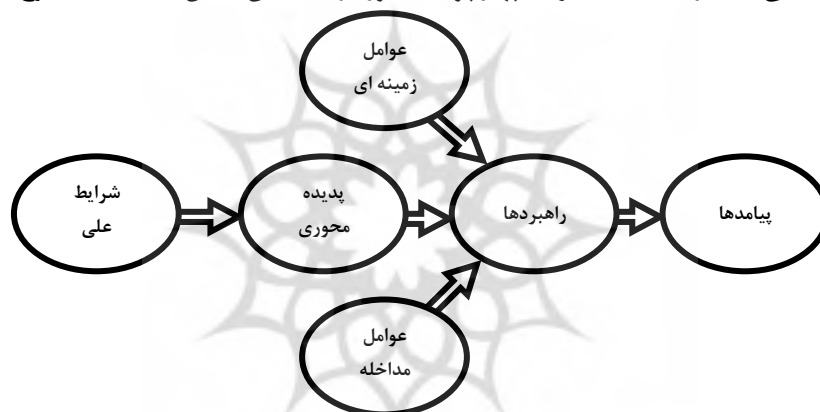 عوامل
زمینه ای
شرایط
علی
پدیده
محوری
راهبردها
پیامدها
عوامل
مداخله